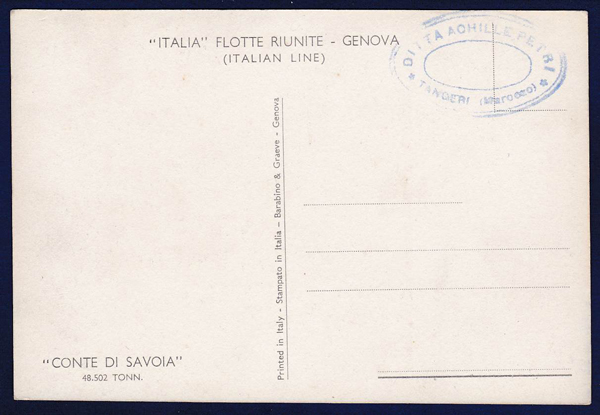 "ITALIA" FLOTTE RIUNITE - GENOVA
(ITALIAN LINE)
DITTA ACHILLE PETRI
* TANGERI (Marocco) *
Printed in Italy - Stampato in Italia - Barabino & Graeve - Genova
"CONTE DI SAVOIA"
48.502 TONN.